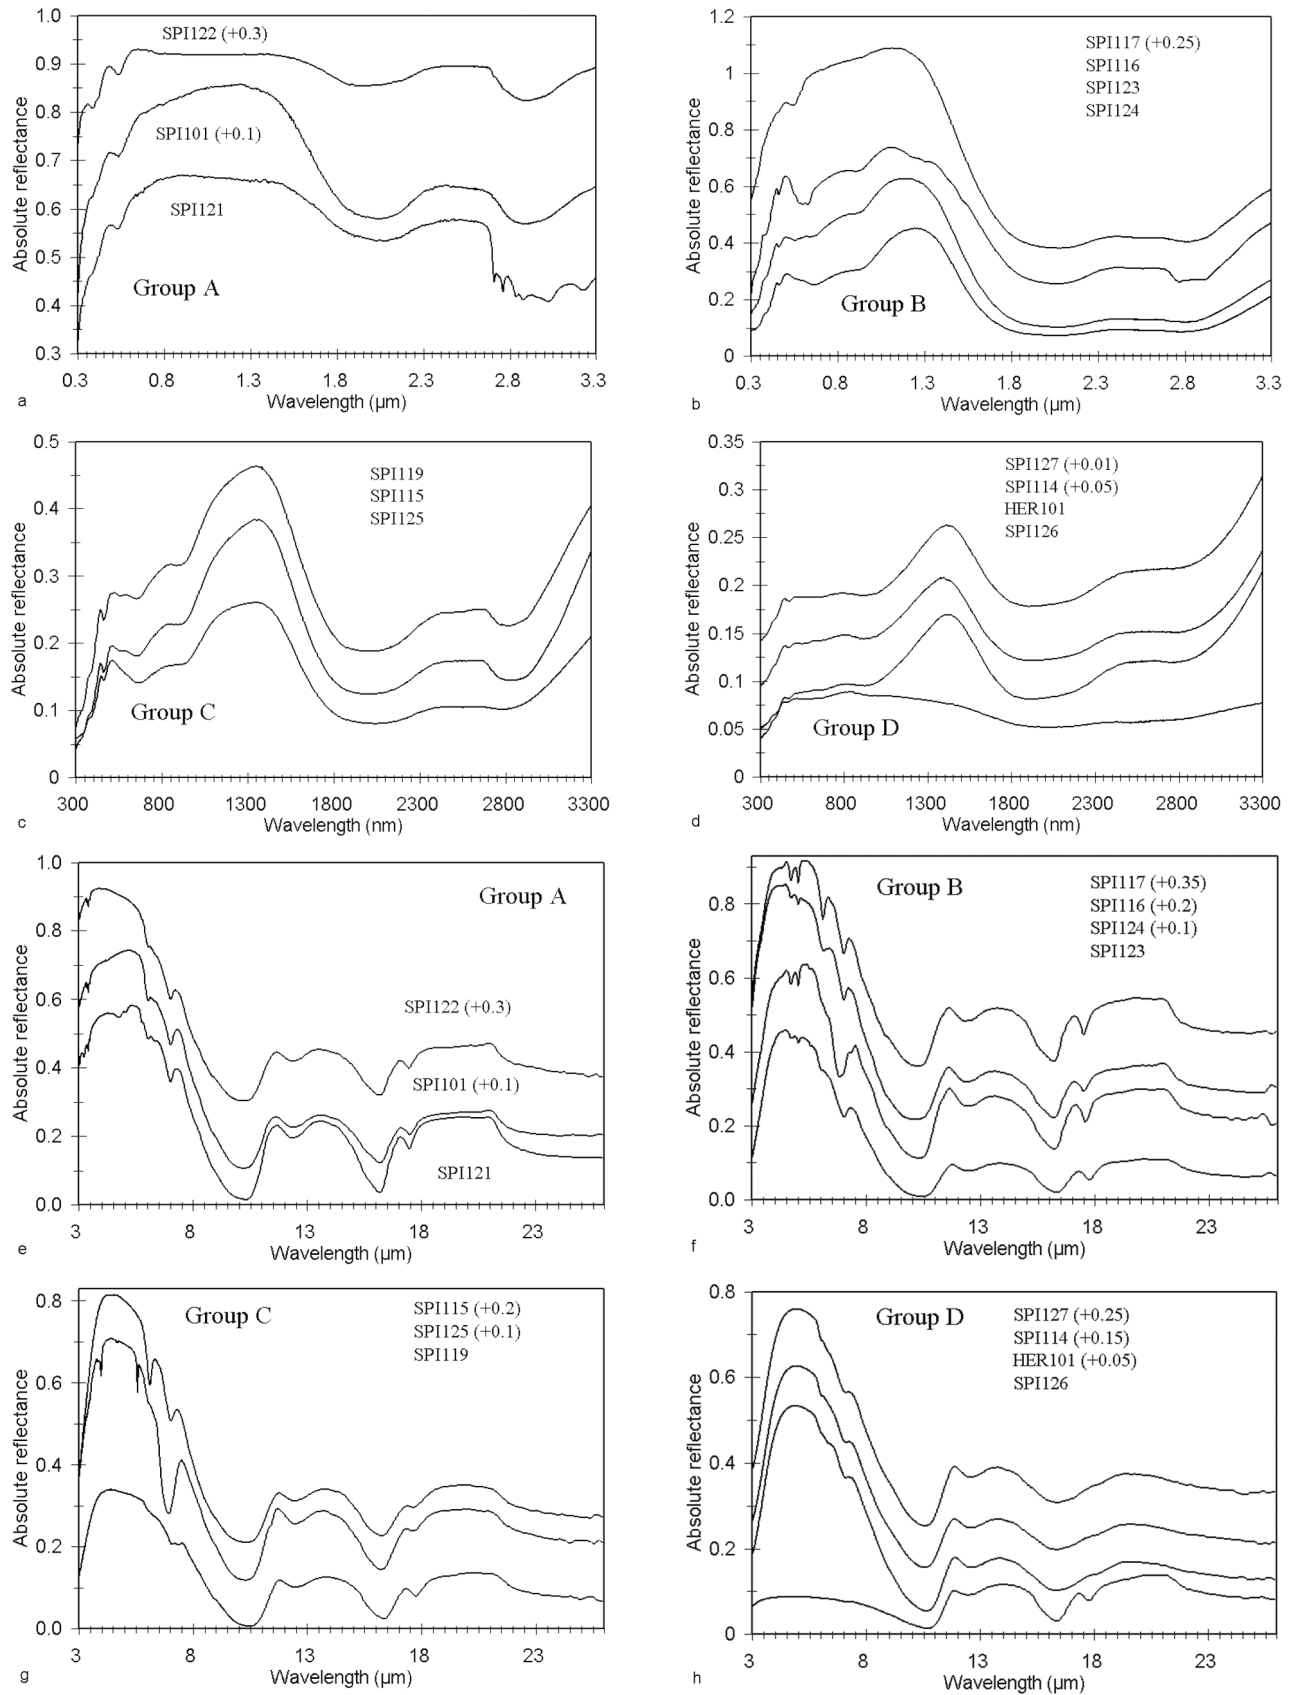 1.0
0.9
0.8
0.7
0.6
0.5
0.4
0.3
Absolute reflectance
SPI122 (+0.3)
SPI101 (+0.1)
SPI121
Group A
0.3 0.8 1.3 1.8 2.3 2.8 3.3
Wavelength (µm)
a
1.2
1
0.8
0.6
0.4
0.2
0
Absolute reflectance
SPI117 (+0.25)
SPI116
SPI123
SPI124
Group B
0.3 0.8 1.3 1.8 2.3 2.8 3.3
Wavelength (µm)
b
0.5
0.4
0.3
0.2
0.1
0
Absolute reflectance
SPI119
SPI115
SPI125
Group C
300 800 1300 1800 2300 2800 3300
Wavelength (nm)
c
0.35
0.3
0.25
0.2
0.15
0.1
0.05
0
Absolute reflectance
SPI127 (+0.01)
SPI114 (+0.05)
HER101
SPI126
Group D
300 800 1300 1800 2300 2800 3300
Wavelength (nm)
d
1.0
0.8
0.6
0.4
0.2
0.0
Absolute reflectance
Group A
SPI122 (+0.3)
SPI101 (+0.1)
SPI121
3 8 13 18 23
Wavelength (µm)
e
0.8
0.6
0.4
0.2
0.0
Absolute reflectance
Group B
SPI117 (+0.35)
SPI116 (+0.2)
SPI124 (+0.1)
SPI123
3 8 13 18 23
Wavelength (µm)
f
0.8
0.6
0.4
0.2
0.0
Absolute reflectance
Group C
SPI115 (+0.2)
SPI125 (+0.1)
SPI119
3 8 13 18 23
Wavelength (µm)
g
0.8
0.6
0.4
0.2
0
Absolute reflectance
Group D
SPI127 (+0.25)
SPI114 (+0.15)
HER101 (+0.05)
SPI126
3 8 13 18 23
Wavelength (µm)
h